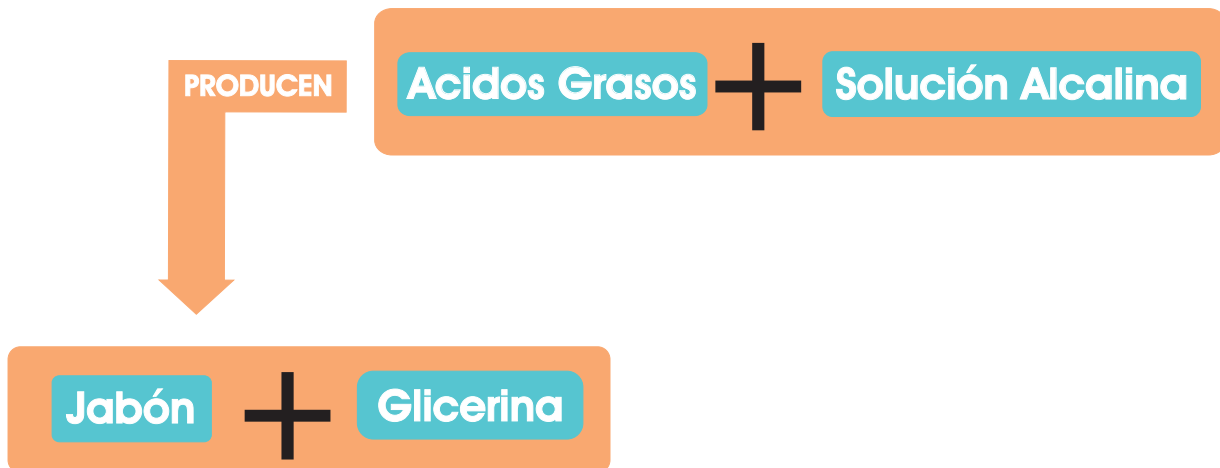 Acidos Grasos + Solución Alcalina
PRODUCEN
Jabón + Glicerina